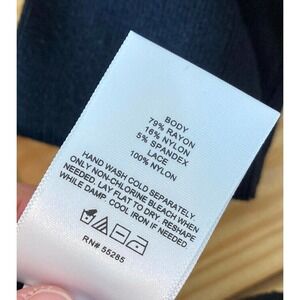 BODY
79% RAYON
16% NYLON
5% SPANDEX
LACE
100% NYLON
HAND WASH COLD SEPARATELY
ONLY NON-CHLORINE BLEACH WHEN
NEEDED. LAY FLAT TO DRY. RESHAPE
WHILE DAMP. COOL IRON IF NEEDED
RN# 55285